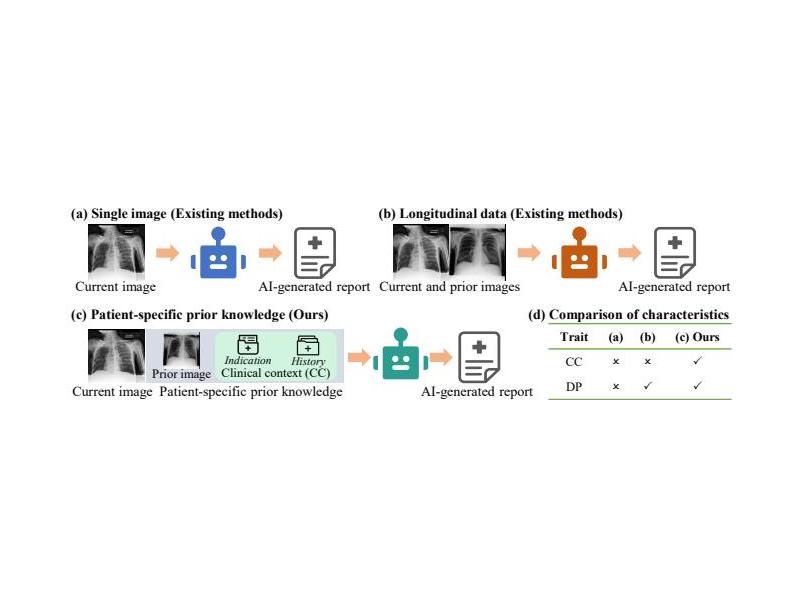 (a) Single image (Existing methods)
Current image
AI-generated report
(b) Longitudinal data (Existing methods)
Current and prior images
AI-generated report
(c) Patient-specific prior knowledge (Ours)
Indication
History
Prior image
Clinical context (CC)
Current image
Patient-specific prior knowledge
AI-generated report
(d) Comparison of characteristics
Trait (a) (b) (c) Ours
CC × × ✓
DP × ✓ ✓